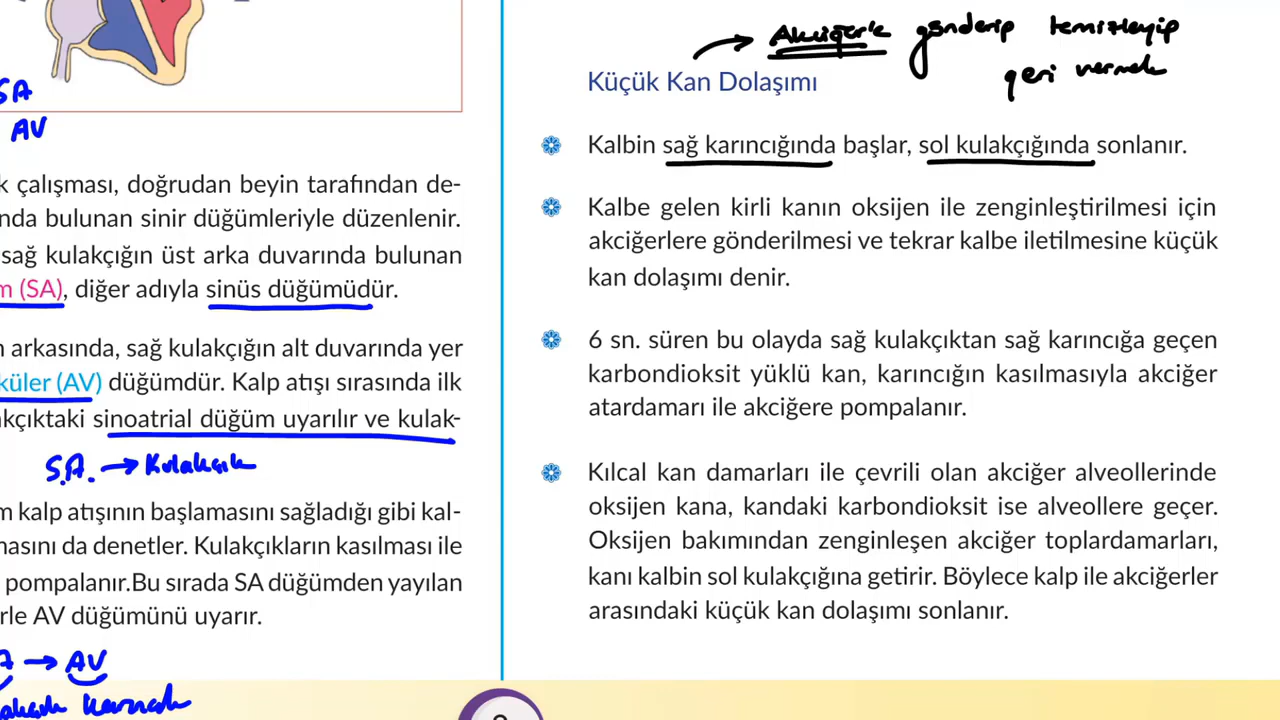 SA
AV
k çalışması, doğrudan beyin tarafından de-
nda bulunan sinir düğümleriyle düzenlenir.
sağ kulakçığın üst arka duvarında bulunan
m (SA), diğer adıyla sinüs düğümüdür.
n arkasında, sağ kulakçığın alt duvarında yer
küler (AV) düğümdür. Kalp atışı sırasında ilk
akçıktaki sinoatrial düğüm uyarılır ve kulak-
S.A. → Kulakçık
m kalp atışının başlamasını sağladığı gibi kal-
masını da denetler. Kulakçıkların kasılması ile
pompalanır.Bu sırada SA düğümden yayılan
rle AV düğümünü uyarır.
A → AV
karıncık
→ Akciğer'e gönderip temizleyip
geri vermek
Küçük Kan Dolaşımı
Kalbin sağ karıncığında başlar, sol kulakçığında sonlanır.
Kalbe gelen kirli kanın oksijen ile zenginleştirilmesi için
akciğerlere gönderilmesi ve tekrar kalbe iletilmesine küçük
kan dolaşımı denir.
6 sn. süren bu olayda sağ kulakçıktan sağ karıncığa geçen
karbondioksit yüklü kan, karıncığın kasılmasıyla akciğer
atardamarı ile akciğere pompalanır.
Kılcal kan damarları ile çevrili olan akciğer alveollerinde
oksijen kana, kandaki karbondioksit ise alveollere geçer.
Oksijen bakımından zenginleşen akciğer toplardamarları,
kanı kalbin sol kulakçığına getirir. Böylece kalp ile akciğerler
arasındaki küçük kan dolaşımı sonlanır.